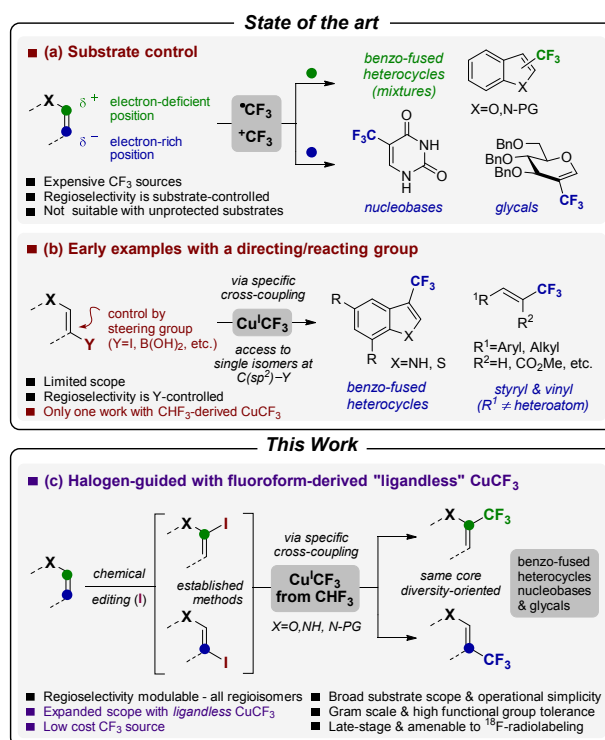 State of the art
■ (a) Substrate control
X
δ + electron-deficient
position
δ − electron-rich
position
•CF3
+CF3
benzo-fused
heterocycles
(mixtures)
CF3
X
X=O,N-PG
F3C
O
NH
N
H
O
nucleobases
BnO
BnO
BnO
O
CF3
glycals
■ Expensive CF3 sources
■ Regioselectivity is substrate-controlled
■ Not suitable with unprotected substrates
■ (b) Early examples with a directing/reacting group
X
Y
control by
steering group
(Y=I, B(OH)2, etc.)
via specific
cross-coupling
CuICF3
access to
single isomers at
C(sp2)−Y
R
R
CF3
X
X=NH, S
benzo-fused
heterocycles
1R
CF3
R2
R1=Aryl, Alkyl
R2=H, CO2Me, etc.
styryl & vinyl
(R1 ≠ heteroatom)
■ Limited scope
■ Regioselectivity is Y-controlled
■ Only one work with CHF3-derived CuCF3
This Work
■ (c) Halogen-guided with fluoroform-derived "ligandless" CuCF3
X
chemical
editing (I)
X
I
established
methods
X
I
via specific
cross-coupling
CuICF3
from CHF3
X=O,NH, N-PG
X
CF3
same core
diversity-oriented
X
CF3
benzo-fused
heterocycles
nucleobases
& glycals
■ Regioselectivity modulable - all regioisomers
■ Expanded scope with ligandless CuCF3
■ Low cost CF3 source
■ Broad substrate scope & operational simplicity
■ Gram scale & high functional group tolerance
■ Late-stage & amenable to 18F-radiolabeling